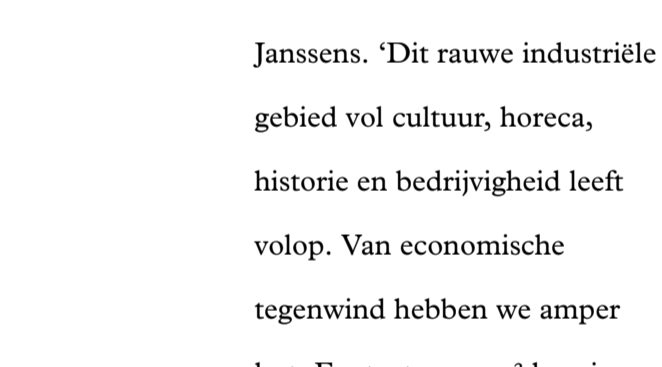 Janssens. ‘Dit rauwe industriële
gebied vol cultuur, horeca,
historie en bedrijvigheid leeft
volop. Van economische
tegenwind hebben we amper